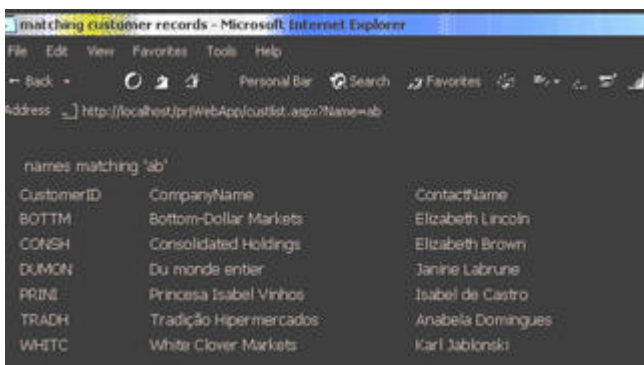 matching customer records - Microsoft Internet Explorer
File Edit View Favorites Tools Help
Back Personal Bar Search Favorites
Address http://localhost/prjWebApp/custlist.aspx?Name=ab
names matching 'ab'
CustomerID CompanyName ContactName
BOTTM Bottom-Dollar Markets Elizabeth Lincoln
CONSH Consolidated Holdings Elizabeth Brown
DUMON Du monde entier Janine Labrune
PRINI Princesa Isabel Vinhos Isabel de Castro
TRADH Tradição Hipermercados Anabela Domingues
WHITC White Clover Markets Karl Jablonski